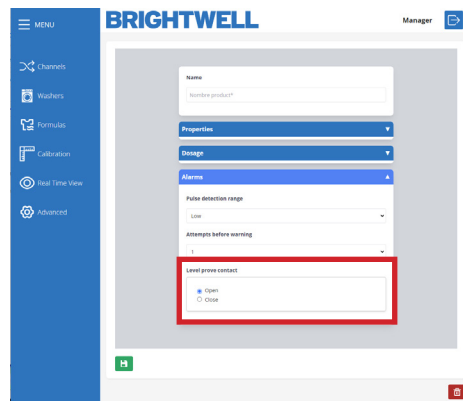 MENU
BRIGHTWELL
Manager
Channels
Washers
Formulas
Calibration
Real Time View
Advanced
Name
Nombre product*
Properties
Dosage
Alarms
Pulse detection range
Low
Attempts before warning
1
Level prove contact
Open
Close